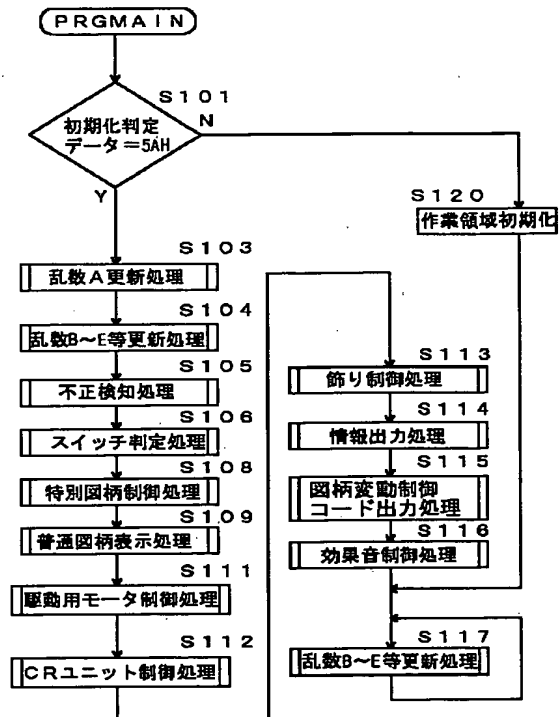 PRGMAIN
S101
初期化判定
データ=5AH
N
Y
S120
作業領域初期化
S103
乱数A更新処理
S104
乱数B～E等更新処理
S105
不正検知処理
S106
スイッチ判定処理
S108
特別図柄制御処理
S109
普通図柄表示処理
S111
駆動用モータ制御処理
S112
CRユニット制御処理
S113
飾り制御処理
S114
情報出力処理
S115
図柄変動制御
コード出力処理
S116
効果音制御処理
S117
乱数B～E等更新処理